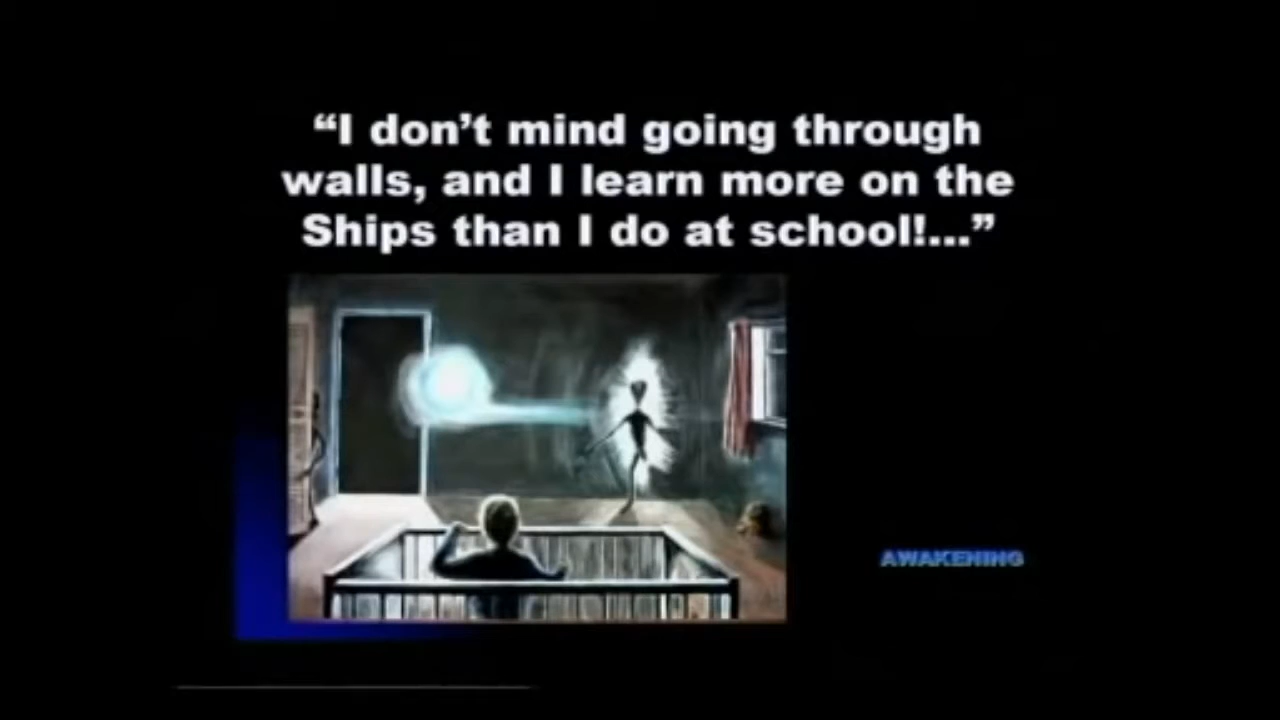 “I don’t mind going through
walls, and I learn more on the
Ships than I do at school!...”
AWAKENING